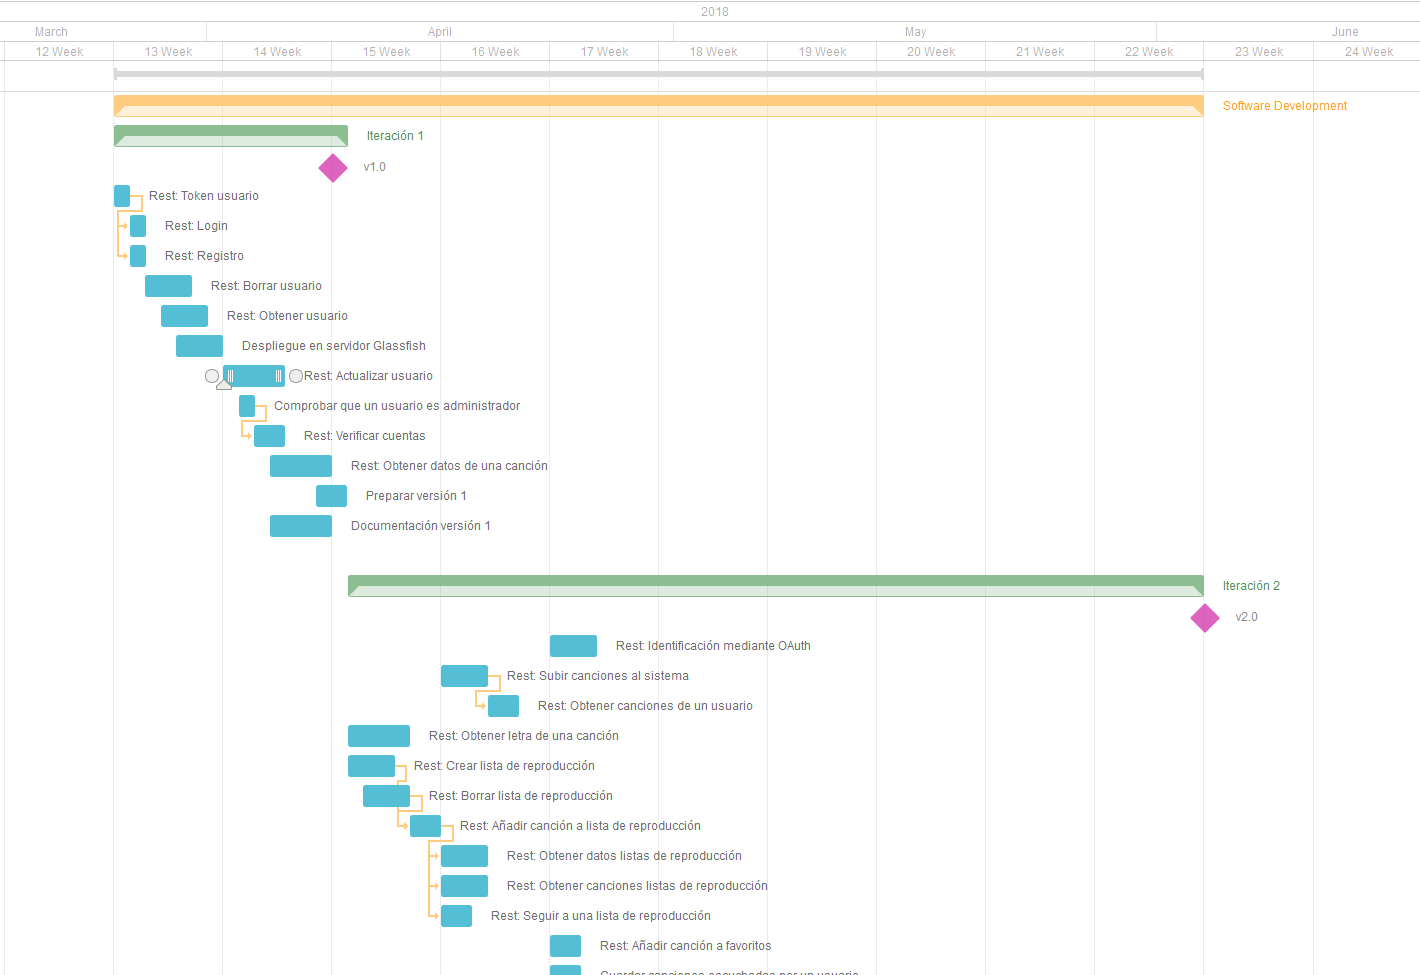 2018
March April May June
12 Week 13 Week 14 Week 15 Week 16 Week 17 Week 18 Week 19 Week 20 Week 21 Week 22 Week 23 Week 24 Week
Software Development
Iteración 1
v1.0
Rest: Token usuario
Rest: Login
Rest: Registro
Rest: Borrar usuario
Rest: Obtener usuario
Despliegue en servidor Glassfish
Rest: Actualizar usuario
Comprobar que un usuario es administrador
Rest: Verificar cuentas
Rest: Obtener datos de una canción
Preparar versión 1
Documentación versión 1
Iteración 2
v2.0
Rest: Identificación mediante OAuth
Rest: Subir canciones al sistema
Rest: Obtener canciones de un usuario
Rest: Obtener letra de una canción
Rest: Crear lista de reproducción
Rest: Borrar lista de reproducción
Rest: Añadir canción a lista de reproducción
Rest: Obtener datos listas de reproducción
Rest: Obtener canciones listas de reproducción
Rest: Seguir a una lista de reproducción
Rest: Añadir canción a favoritos
Guardar canciones escuchadas por un usuario